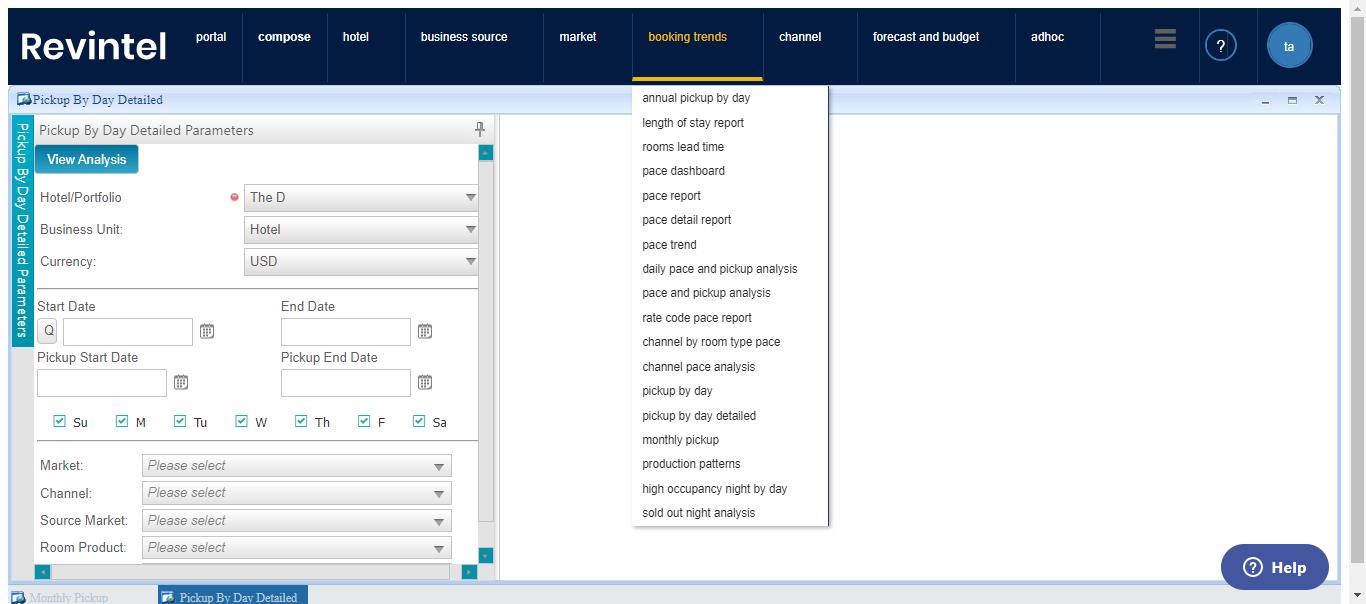 Revintel
portal
compose
hotel
business source
market
booking trends
channel
forecast and budget
adhoc
?
ta
Pickup By Day Detailed
Pickup By Day Detailed Parameters
Pickup By Day Detailed Parameters
View Analysis
Hotel/Portfolio
The D
Business Unit:
Hotel
Currency:
USD
Start Date
End Date
Q
Pickup Start Date
Pickup End Date
Su
M
Tu
W
Th
F
Sa
Market:
Please select
Channel:
Please select
Source Market:
Please select
Room Product:
Please select
annual pickup by day
length of stay report
rooms lead time
pace dashboard
pace report
pace detail report
pace trend
daily pace and pickup analysis
pace and pickup analysis
rate code pace report
channel by room type pace
channel pace analysis
pickup by day
pickup by day detailed
monthly pickup
production patterns
high occupancy night by day
sold out night analysis
? Help
Monthly Pickup
Pickup By Day Detailed